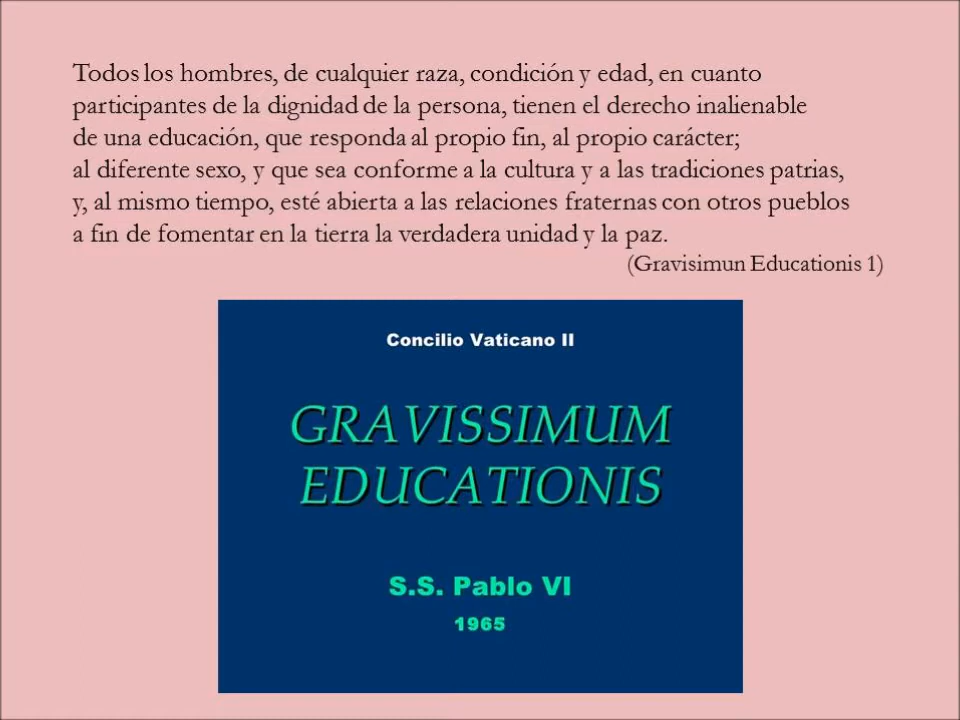 Todos los hombres, de cualquier raza, condición y edad, en cuanto
participantes de la dignidad de la persona, tienen el derecho inalienable
de una educación, que responda al propio fin, al propio carácter;
al diferente sexo, y que sea conforme a la cultura y a las tradiciones patrias,
y, al mismo tiempo, esté abierta a las relaciones fraternas con otros pueblos
a fin de fomentar en la tierra la verdadera unidad y la paz.
(Gravisimun Educationis 1)
Concilio Vaticano II
GRAVISSIMUM
EDUCATIONIS
S.S. Pablo VI
1965